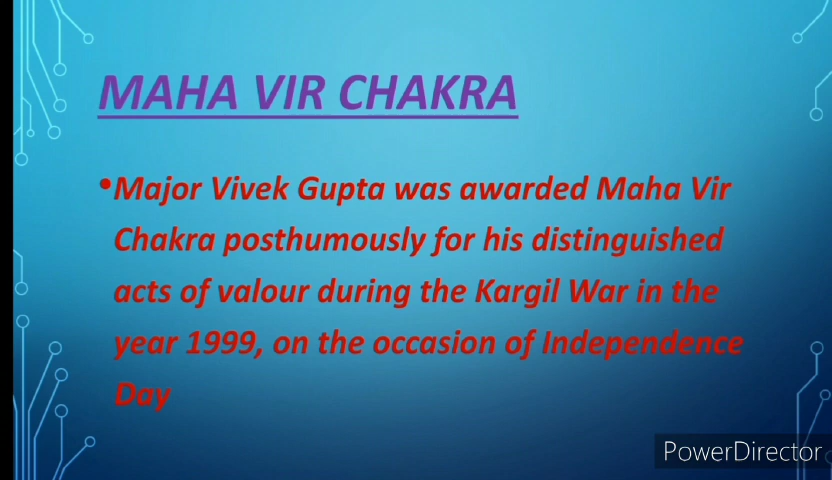 MAHA VIR CHAKRA
•Major Vivek Gupta was awarded Maha Vir
Chakra posthumously for his distinguished
acts of valour during the Kargil War in the
year 1999, on the occasion of Independence
Day
PowerDirector